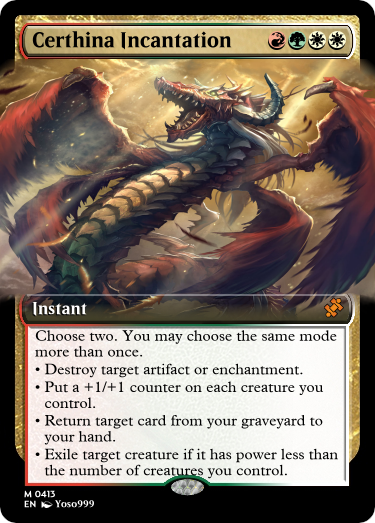 Certhina Incantation
Instant
Choose two. You may choose the same mode
more than once.
• Destroy target artifact or enchantment.
• Put a +1/+1 counter on each creature you
control.
• Return target card from your graveyard to
your hand.
• Exile target creature if it has power less than
the number of creatures you control.
M 0413
EN Yoso999